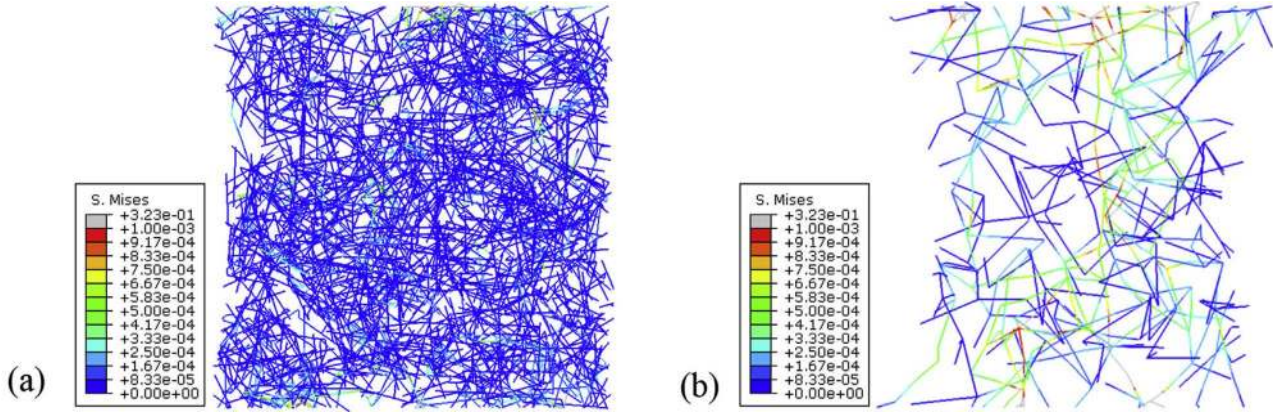 S. Mises
+3.23e-01
+1.00e-03
+9.17e-04
+8.33e-04
+7.50e-04
+6.67e-04
+5.83e-04
+5.00e-04
+4.17e-04
+3.33e-04
+2.50e-04
+1.67e-04
+8.33e-05
+0.00e+00
(a)
S. Mises
+3.23e-01
+1.00e-03
+9.17e-04
+8.33e-04
+7.50e-04
+6.67e-04
+5.83e-04
+5.00e-04
+4.17e-04
+3.33e-04
+2.50e-04
+1.67e-04
+8.33e-05
+0.00e+00
(b)